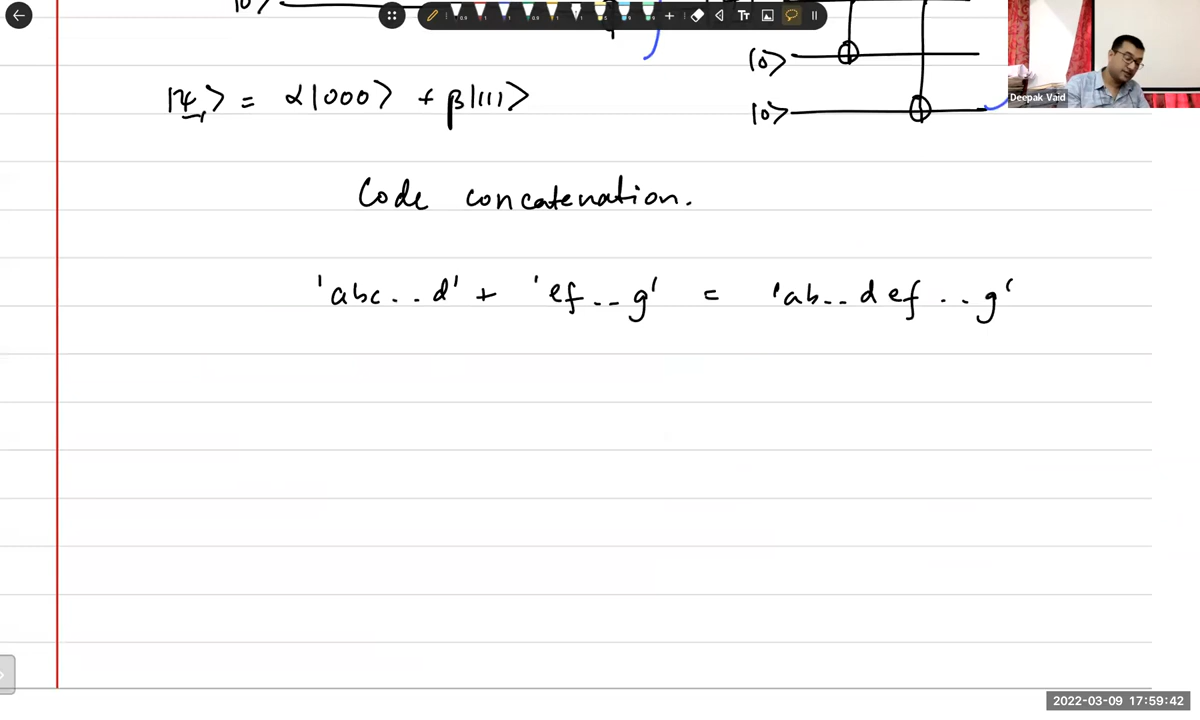 |0⟩
|0⟩
|ψ₁⟩ = α|000⟩ + β|111⟩
|0⟩
Deepak Vaid
Code concatenation.
'abc..d' + 'ef--g' = 'ab..def..g'
2022-03-09 17:59:42